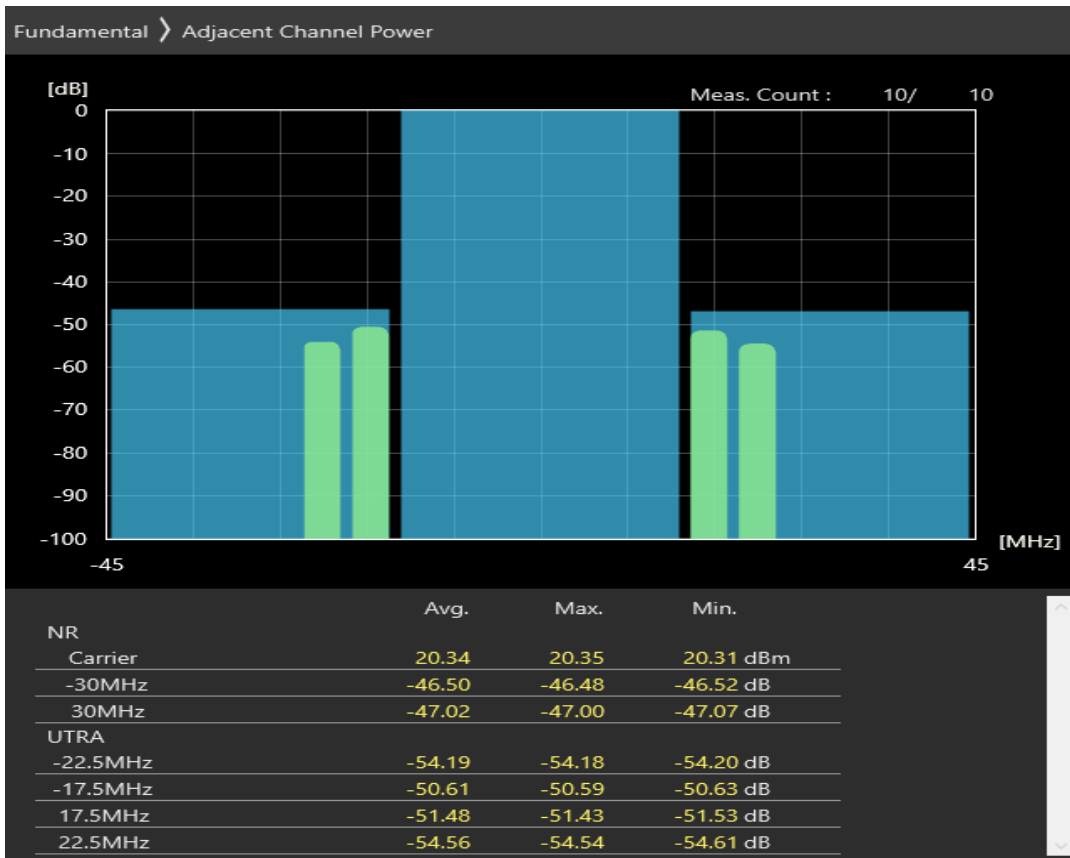 Fundamental 〉 Adjacent Channel Power
[dB]
Meas. Count : 10/ 10
0
-10
-20
-30
-40
-50
-60
-70
-80
-90
-100
[MHz]
-45 45
Avg. Max. Min.
NR
Carrier 20.34 20.35 20.31 dBm
-30MHz -46.50 -46.48 -46.52 dB
30MHz -47.02 -47.00 -47.07 dB
UTRA
-22.5MHz -54.19 -54.18 -54.20 dB
-17.5MHz -50.61 -50.59 -50.63 dB
17.5MHz -51.48 -51.43 -51.53 dB
22.5MHz -54.56 -54.54 -54.61 dB